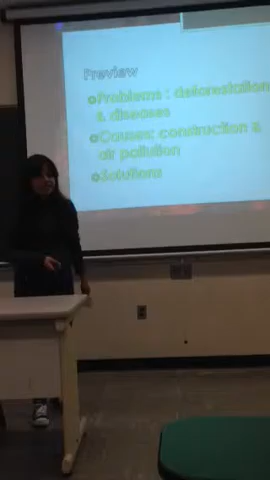 Preview
Problems : deforestation
& diseases
Causes: construction &
air pollution
Solutions